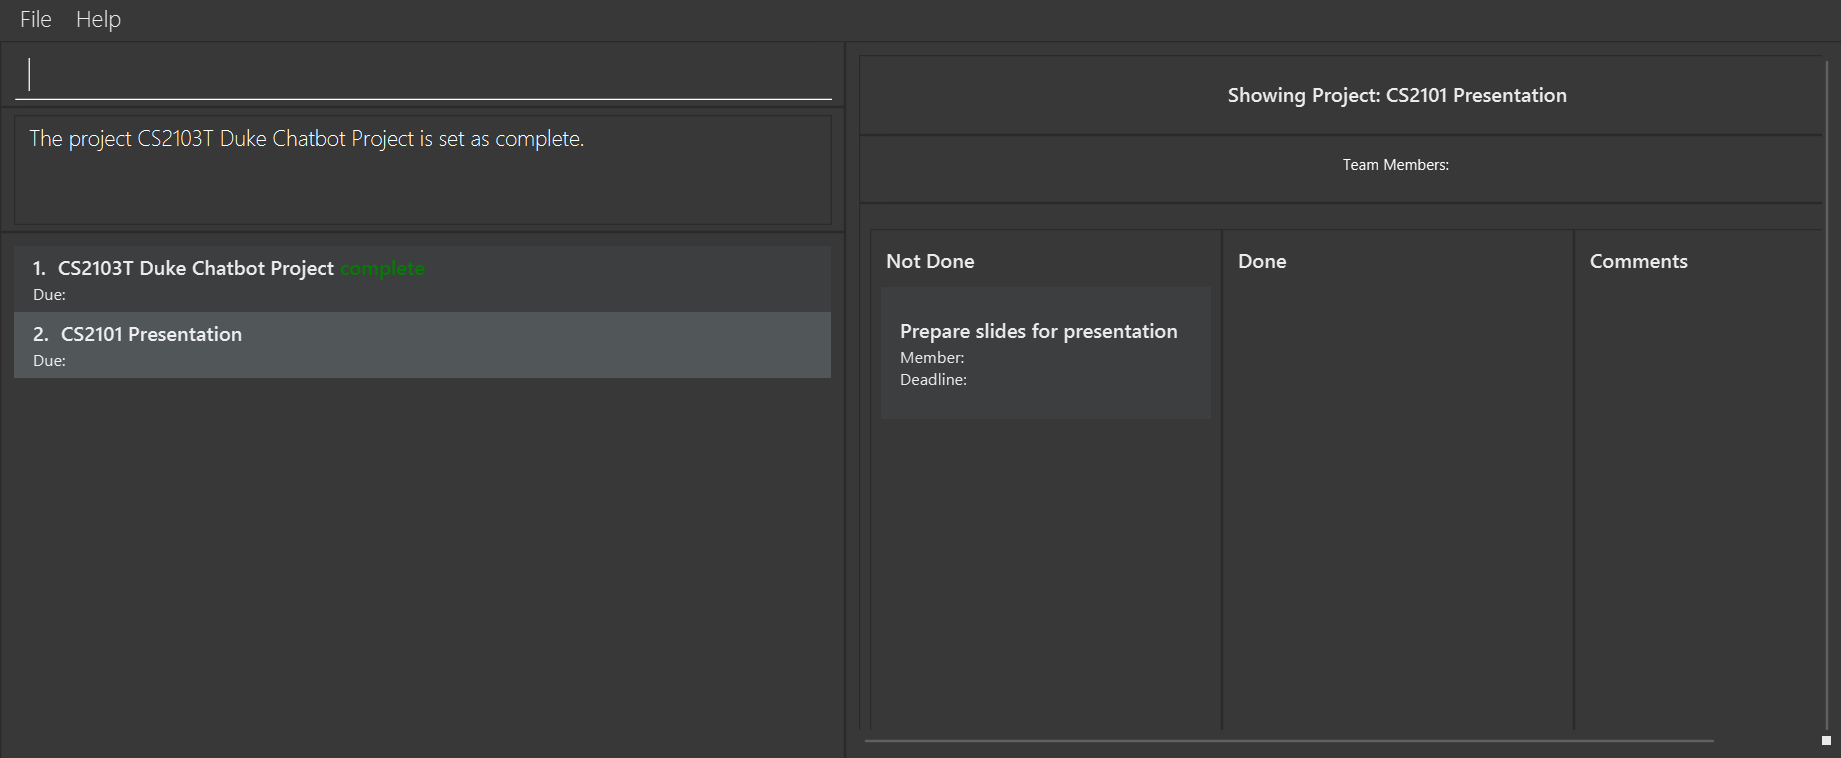 File Help
The project CS2103T Duke Chatbot Project is set as complete.
1. CS2103T Duke Chatbot Project complete
Due:
2. CS2101 Presentation
Due:
Showing Project: CS2101 Presentation
Team Members:
Not Done
Prepare slides for presentation
Member:
Deadline:
Done
Comments